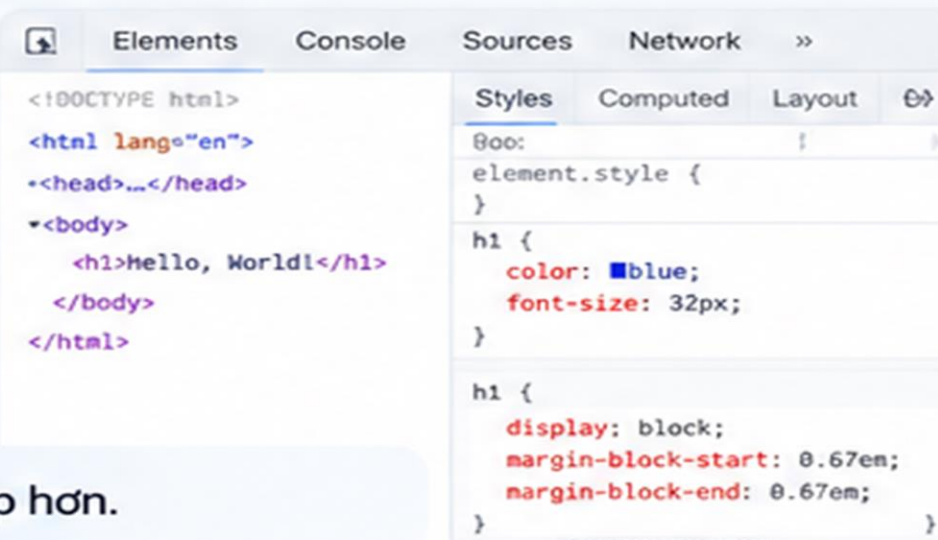 Elements Console Sources Network »
<!DOCTYPE html>
<html lang="en">
<head>…</head>
<body>
<h1>Hello, World!</h1>
</body>
</html>
hơn.
Styles Computed Layout
element.style {
}
h1 {
color: blue;
font-size: 32px;
}
h1 {
display: block;
margin-block-start: 0.67em;
margin-block-end: 0.67em;
}
}